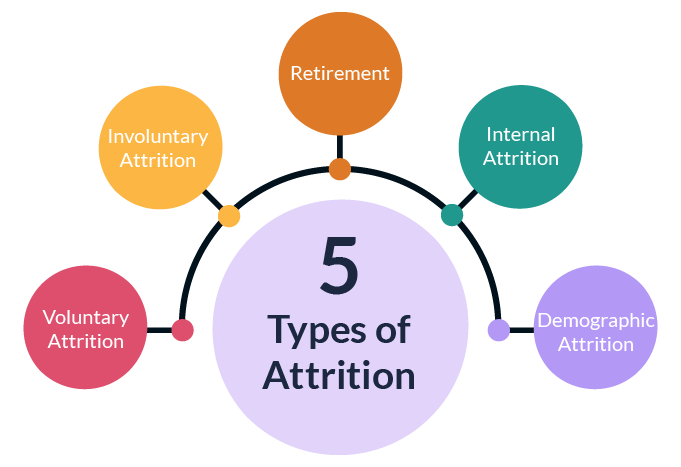 Retirement
Involuntary
Attrition
Internal
Attrition
5
Types of
Attrition
Voluntary
Attrition
Demographic
Attrition